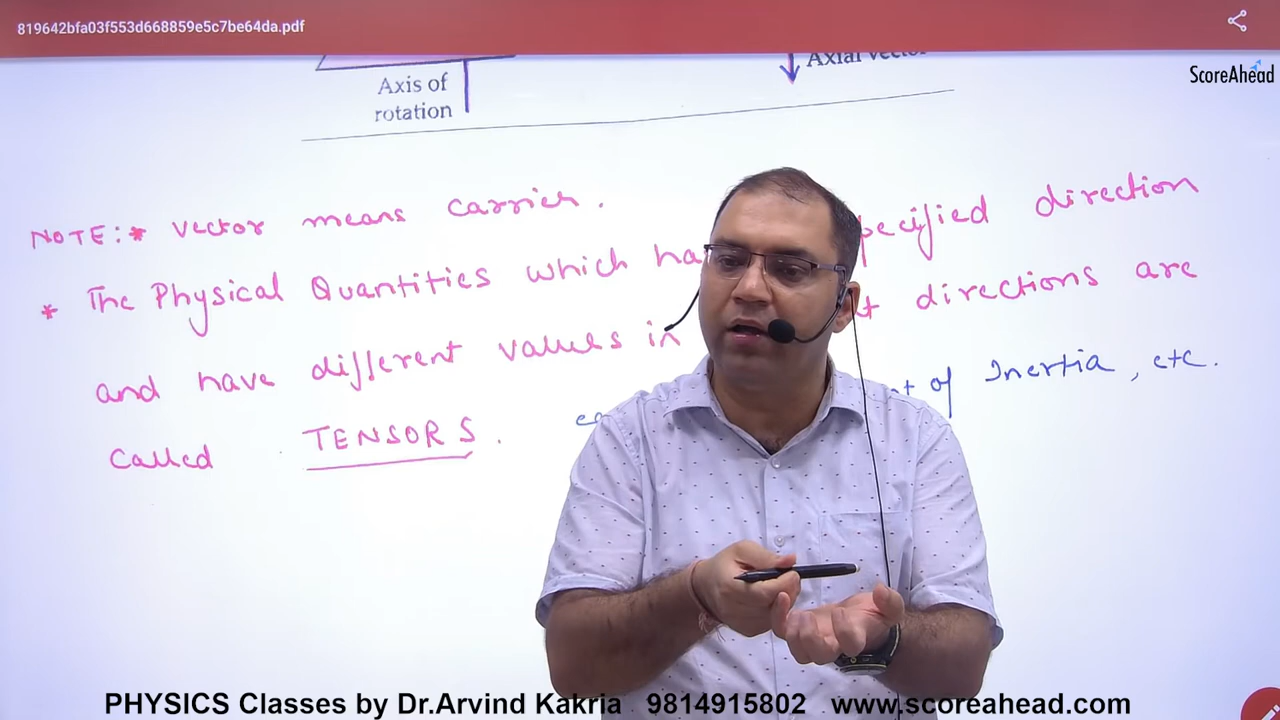 819642bfa03f553d668859e5c7be64da.pdf
ScoreAhead
Axial vector
Axis of
rotation
NOTE:* Vector means carrier.
* The Physical Quantities which ha pecified direction
and have different values in t directions are
called TENSORS. eg of Inertia, etc.
PHYSICS Classes by Dr.Arvind Kakria 9814915802 www.scoreahead.com